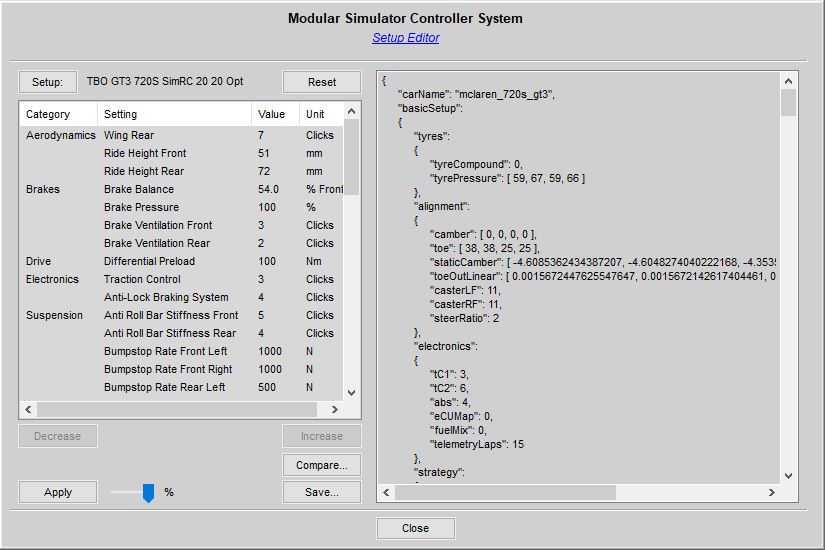 Modular Simulator Controller System
Setup Editor
Setup: TBO GT3 720S SimRC 20 20 Opt Reset
Category Setting Value Unit
Aerodynamics Wing Rear 7 Clicks
Ride Height Front 51 mm
Ride Height Rear 72 mm
Brakes Brake Balance 54.0 % Front
Brake Pressure 100 %
Brake Ventilation Front 3 Clicks
Brake Ventilation Rear 2 Clicks
Drive Differential Preload 100 Nm
Electronics Traction Control 3 Clicks
Anti-Lock Braking System 4 Clicks
Suspension Anti Roll Bar Stiffness Front 5 Clicks
Anti Roll Bar Stiffness Rear 4 Clicks
Bumpstop Rate Front Left 1000 N
Bumpstop Rate Front Right 1000 N
Bumpstop Rate Rear Left 500 N
Decrease Increase
Compare...
Apply % Save...
{
"carName": "mclaren_720s_gt3",
"basicSetup":
{
"tyres":
{
"tyreCompound": 0,
"tyrePressure": [ 59, 67, 59, 66 ]
},
"alignment":
{
"camber": [ 0, 0, 0, 0 ],
"toe": [ 38, 38, 25, 25 ],
"staticCamber": [ -4.6085362434387207, -4.6048274040222168, -4.353
"toeOutLinear": [ 0.0015672447625547647, 0.0015672142617404461, 0
"casterLF": 11,
"casterRF": 11,
"steerRatio": 2
},
"electronics":
{
"tC1": 3,
"tC2": 6,
"abs": 4,
"eCUMap": 0,
"fuelMix": 0,
"telemetryLaps": 15
},
"strategy":
Close